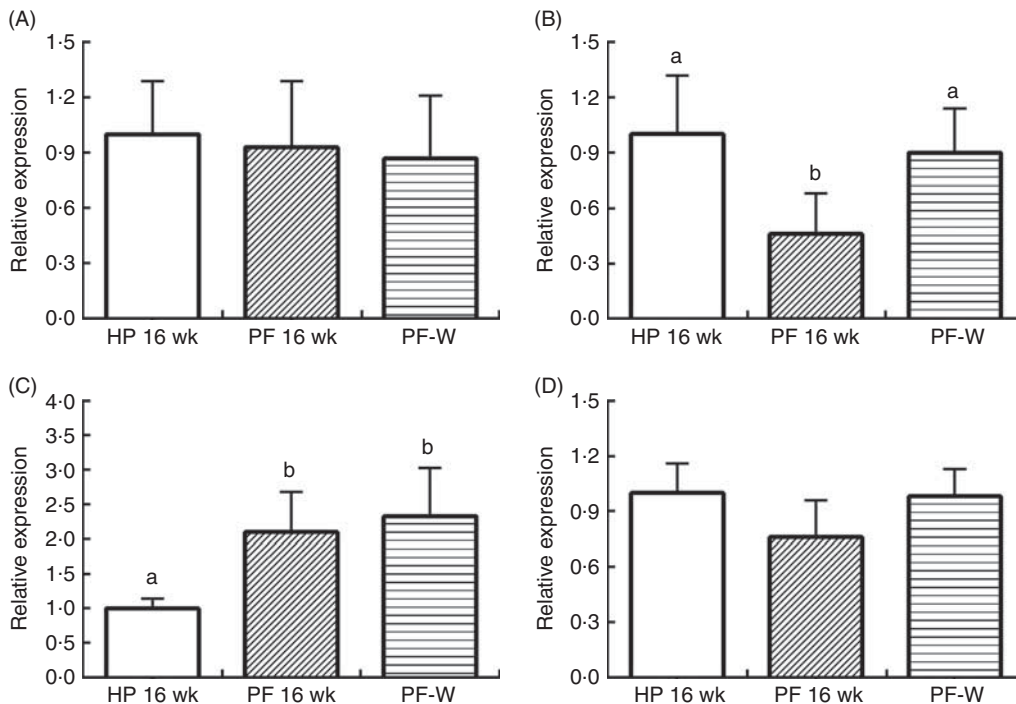 (A)
1·5
1·2
0·9
0·6
0·3
0·0
Relative expression
HP 16 wk PF 16 wk PF-W
(B)
1·5
1·2
0·9
0·6
0·3
0·0
Relative expression
a
b
a
HP 16 wk PF 16 wk PF-W
(C)
4·0
3·5
3·0
2·5
2·0
1·5
1·0
0·5
0·0
Relative expression
a
b
b
HP 16 wk PF 16 wk PF-W
(D)
1·5
1·2
0·9
0·6
0·3
0·0
Relative expression
HP 16 wk PF 16 wk PF-W